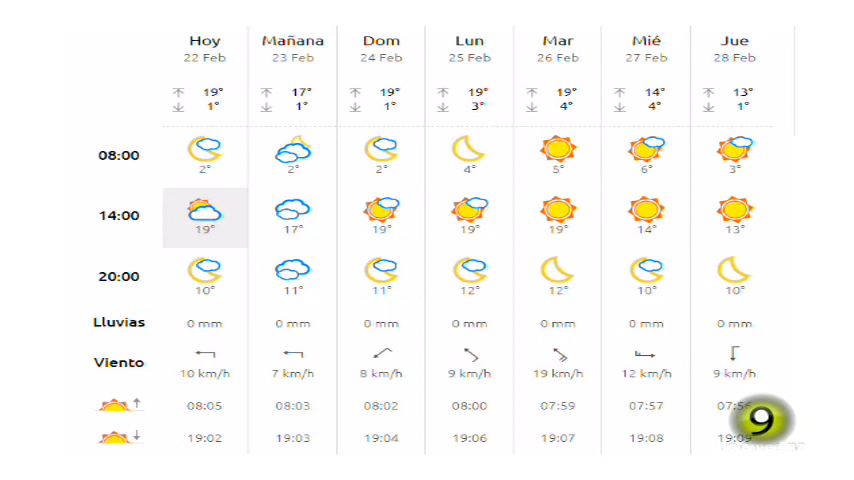 Hoy Mañana Dom Lun Mar Mié Jue
22 Feb 23 Feb 24 Feb 25 Feb 26 Feb 27 Feb 28 Feb
19° 17° 19° 19° 19° 14° 13°
1° 1° 1° 3° 4° 4° 1°
08:00
2° 2° 2° 4° 5° 6° 3°
14:00
19° 17° 19° 19° 19° 14° 13°
20:00
10° 11° 11° 12° 12° 10° 10°
Lluvias 0 mm 0 mm 0 mm 0 mm 0 mm 0 mm 0 mm
Viento
10 km/h 7 km/h 8 km/h 9 km/h 19 km/h 12 km/h 9 km/h
08:05 08:03 08:02 08:00 07:59 07:57 07:56
19:02 19:03 19:04 19:06 19:07 19:08 19:09
9